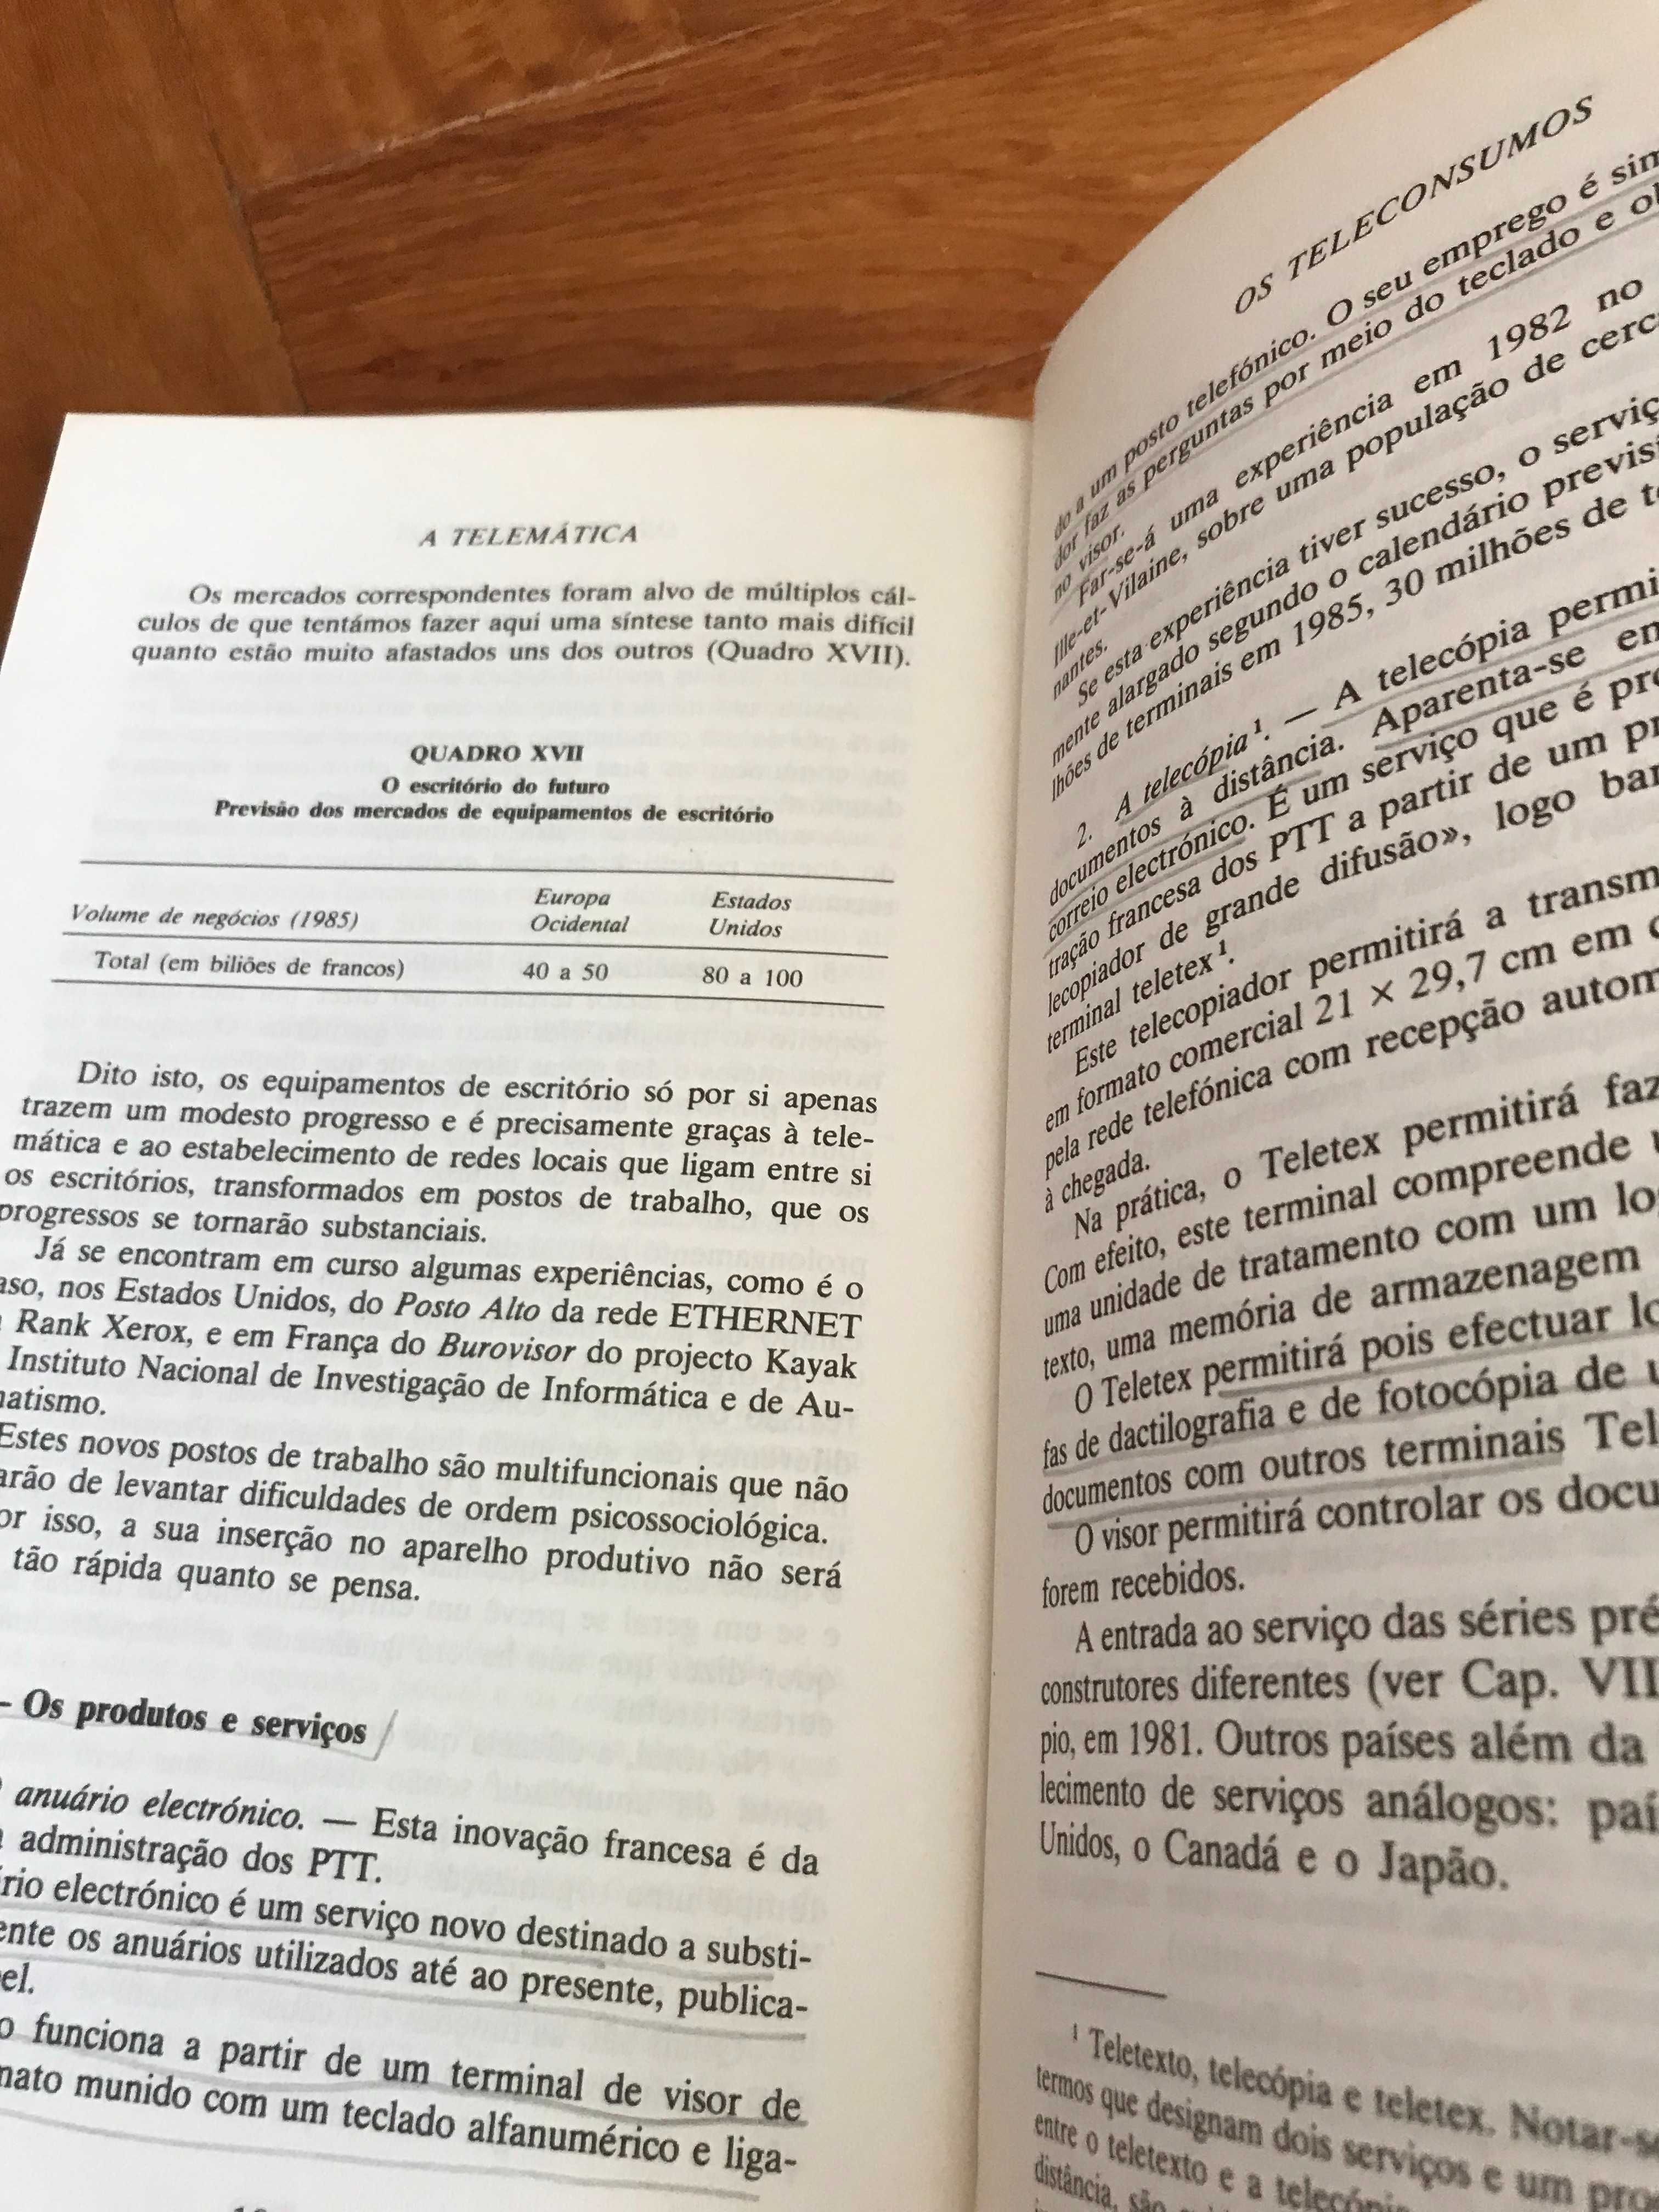 A TELEMÁTICA
Os mercados correspondentes foram alvo de múltiplos cál-
culos de que tentámos fazer aqui uma síntese tanto mais difícil
quanto estão muito afastados uns dos outros (Quadro XVII).
QUADRO XVII
O escritório do futuro
Previsão dos mercados de equipamentos de escritório
Volume de negócios (1985) Europa Ocidental Estados Unidos
Total (em biliões de francos) 40 a 50 80 a 100
Dito isto, os equipamentos de escritório só por si apenas
trazem um modesto progresso e é precisamente graças à tele-
mática e ao estabelecimento de redes locais que ligam entre si
os escritórios, transformados em postos de trabalho, que os
progressos se tornarão substanciais.
Já se encontram em curso algumas experiências, como é o
aso, nos Estados Unidos, do Posto Alto da rede ETHERNET
Rank Xerox, e em França do Burovisor do projecto Kayak
Instituto Nacional de Investigação de Informática e de Au-
matismo.
Estes novos postos de trabalho são multifuncionais que não
arão de levantar dificuldades de ordem psicossociológica.
or isso, a sua inserção no aparelho produtivo não será
tão rápida quanto se pensa.
– Os produtos e serviços
anuário electrónico. — Esta inovação francesa é da
administração dos PTT.
rio electrónico é um serviço novo destinado a substi-
ente os anuários utilizados até ao presente, publica-
el.
o funciona a partir de um terminal de visor de
mato munido com um teclado alfanumérico e liga-
OS TELECONSUMOS
do a um posto telefónico. O seu emprego é sim
dor faz as perguntas por meio do teclado e ob
no visor.
Far-se-á uma experiência em 1982 no
Ille-et-Vilaine, sobre uma população de cerc
nantes.
Se esta experiência tiver sucesso, o serviç
mente alargado segundo o calendário previst
lhões de terminais em 1985, 30 milhões de te
2. A telecópia¹. — A telecópia permi
documentos à distância. Aparenta-se en
correio electrónico. É um serviço que é pro
tração francesa dos PTT a partir de um pr
lecopiador de grande difusão», logo bar
terminal teletex¹.
Este telecopiador permitirá a transm
em formato comercial 21 × 29,7 cm em
pela rede telefónica com recepção autom
à chegada.
Na prática, o Teletex permitirá faz
Com efeito, este terminal compreende
uma unidade de tratamento com um log
texto, uma memória de armazenagem
O Teletex permitirá pois efectuar lo
fas de dactilografia e de fotocópia de
documentos com outros terminais Tel
O visor permitirá controlar os docu
forem recebidos.
A entrada ao serviço das séries pré
construtores diferentes (ver Cap. VII
pio, em 1981. Outros países além da
lecimento de serviços análogos: paí
Unidos, o Canadá e o Japão.
¹ Teletexto, telecópia e teletex. Notar-se
termos que designam dois serviços e um pro
entre o teletexto e a telecópi
distância, são